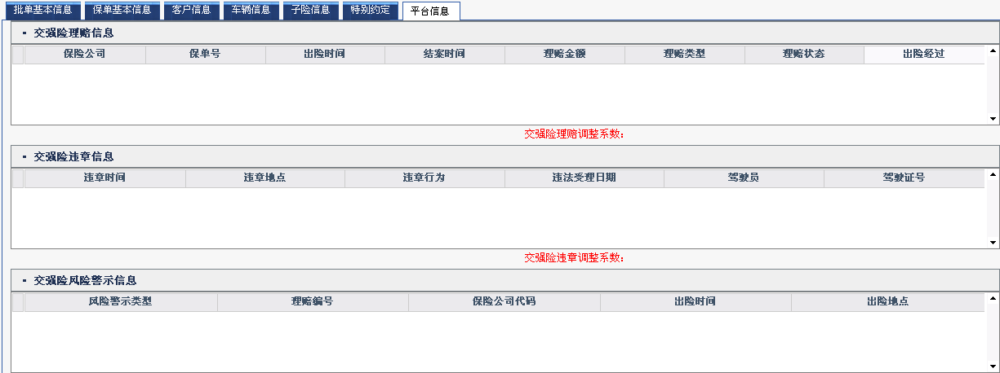 批单基本信息 保单基本信息 客户信息 车辆信息 子险信息 特别约定 平台信息
- 交强险理赔信息
保险公司 保单号 出险时间 结案时间 理赔金额 理赔类型 理赔状态 出险经过
交强险理赔调整系数:
- 交强险违章信息
违章时间 违章地点 违章行为 违法受理日期 驾驶员 驾驶证号
交强险违章调整系数:
- 交强险风险警示信息
风险警示类型 理赔编号 保险公司代码 出险时间 出险地点